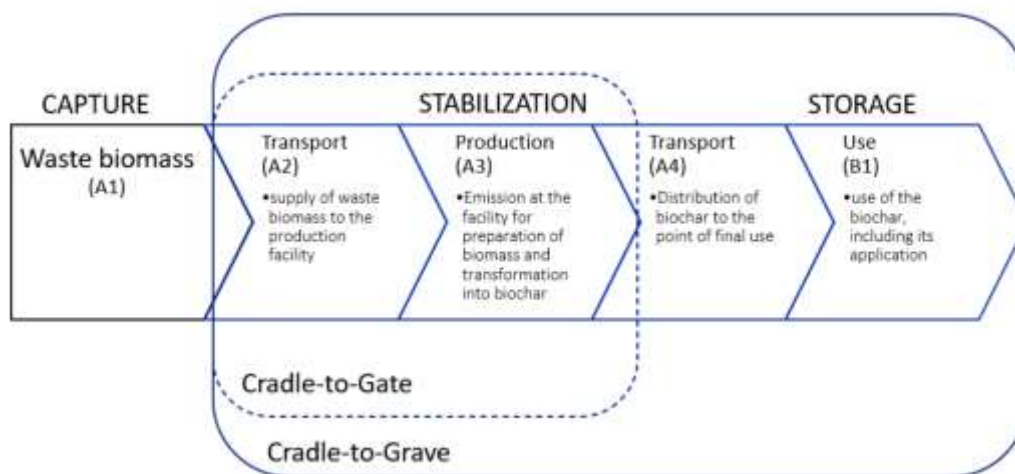 CAPTURE
STABILIZATION
STORAGE
Waste biomass
(A1)
Transport
(A2)
•supply of waste
biomass to the
production
facility
Production
(A3)
•Emission at the
facility for
preparation of
biomass and
transformation
into biochar
Transport
(A4)
•Distribution of
biochar to the
point of final use
Use
(B1)
•use of the
biochar,
including its
application
Cradle-to-Gate
Cradle-to-Grave